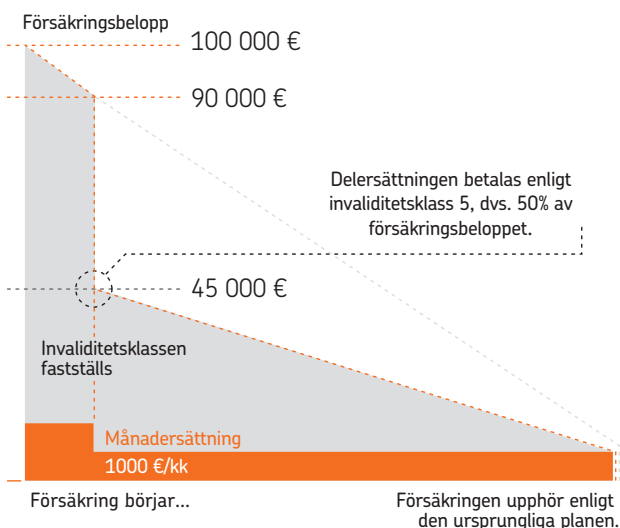 Försäkringsbelopp
100 000 €
90 000 €
Delersättningen betalas enligt
invaliditetsklass 5, dvs. 50% av
försäkringsbeloppet.
45 000 €
Invaliditetsklassen
fastställs
Månadersättning
1000 €/kk
Försäkring börjar...
Försäkringen upphör enligt
den ursprungliga planen.